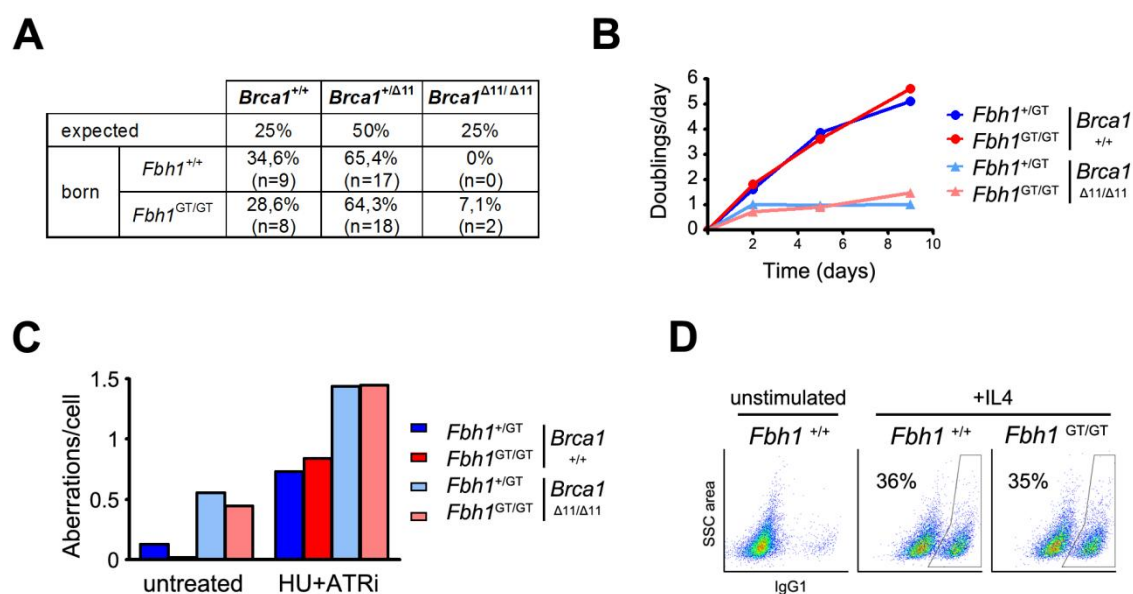 A
Brca1+/+ Brca1+/Δ11 Brca1Δ11/ Δ11
expected 25% 50% 25%
born Fbh1+/+ 34,6% (n=9) 65,4% (n=17) 0% (n=0)
Fbh1GT/GT 28,6% (n=8) 64,3% (n=18) 7,1% (n=2)
B
Doublings/day
6
5
4
3
2
1
0
2 4 6 8 10
Time (days)
Fbh1+/GT
Fbh1GT/GT
Brca1
+/+
Fbh1+/GT
Fbh1GT/GT
Brca1
Δ11/Δ11
C
Aberrations/cell
1.5
1
0.5
0
untreated HU+ATRi
Fbh1+/GT
Fbh1GT/GT
Brca1
+/+
Fbh1+/GT
Fbh1GT/GT
Brca1
Δ11/Δ11
D
unstimulated +IL4
Fbh1 +/+ Fbh1 +/+ Fbh1 GT/GT
36% 35%
SSC area
IgG1